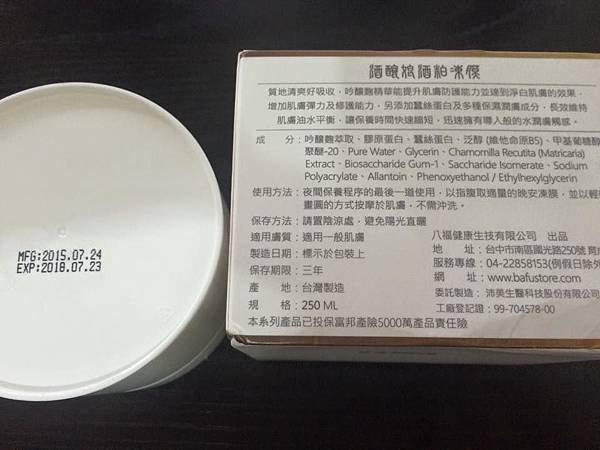 MFG:2015.07.24
EXP:2018.07.23
酒釀娘酒粕凍膜
質地清爽好吸收，吟釀麴精華能提升肌膚防護能力並達到淨白肌膚的效果，
增加肌膚彈力及修護能力，另添加蠶絲蛋白及多種保濕潤膚成分，長效維持
肌膚油水平衡，讓保養時間快速縮短，迅速擁有導人般的水潤膚觸感。
成 分：吟釀麴萃取、膠原蛋白、蠶絲蛋白、泛醇 (維他命原B5)、甲基葡糖醇
聚醚-20、Pure Water、Glycerin、Chamomilla Recutita (Matricaria)
Extract、Biosaccharide Gum-1、Saccharide Isomerate、Sodium
Polyacrylate、Allantoin、Phenoxyethanol / Ethylhexylglycerin
使用方法：夜間保養程序的最後一道使用，以指腹取適量的晚安凍膜，並以輕
畫圓的方式按摩於肌膚，不需沖洗。
保存方法：請置陰涼處，避免陽光直曬
適用膚質：適用一般肌膚
製造日期：標示於包裝上
保存期限：三年
產 地：台灣製造
規 格：250 ML
八福健康生技有限公司 出品
地 址：台中市南區國光路250號
服務專線：04-22858153(例假日除外
網 址：www.bafustore.com
委託製造：沛美生醫科技股份有限公司
工廠登記證：99-704578-00
本系列產品已投保富邦產險5000萬產品責任險